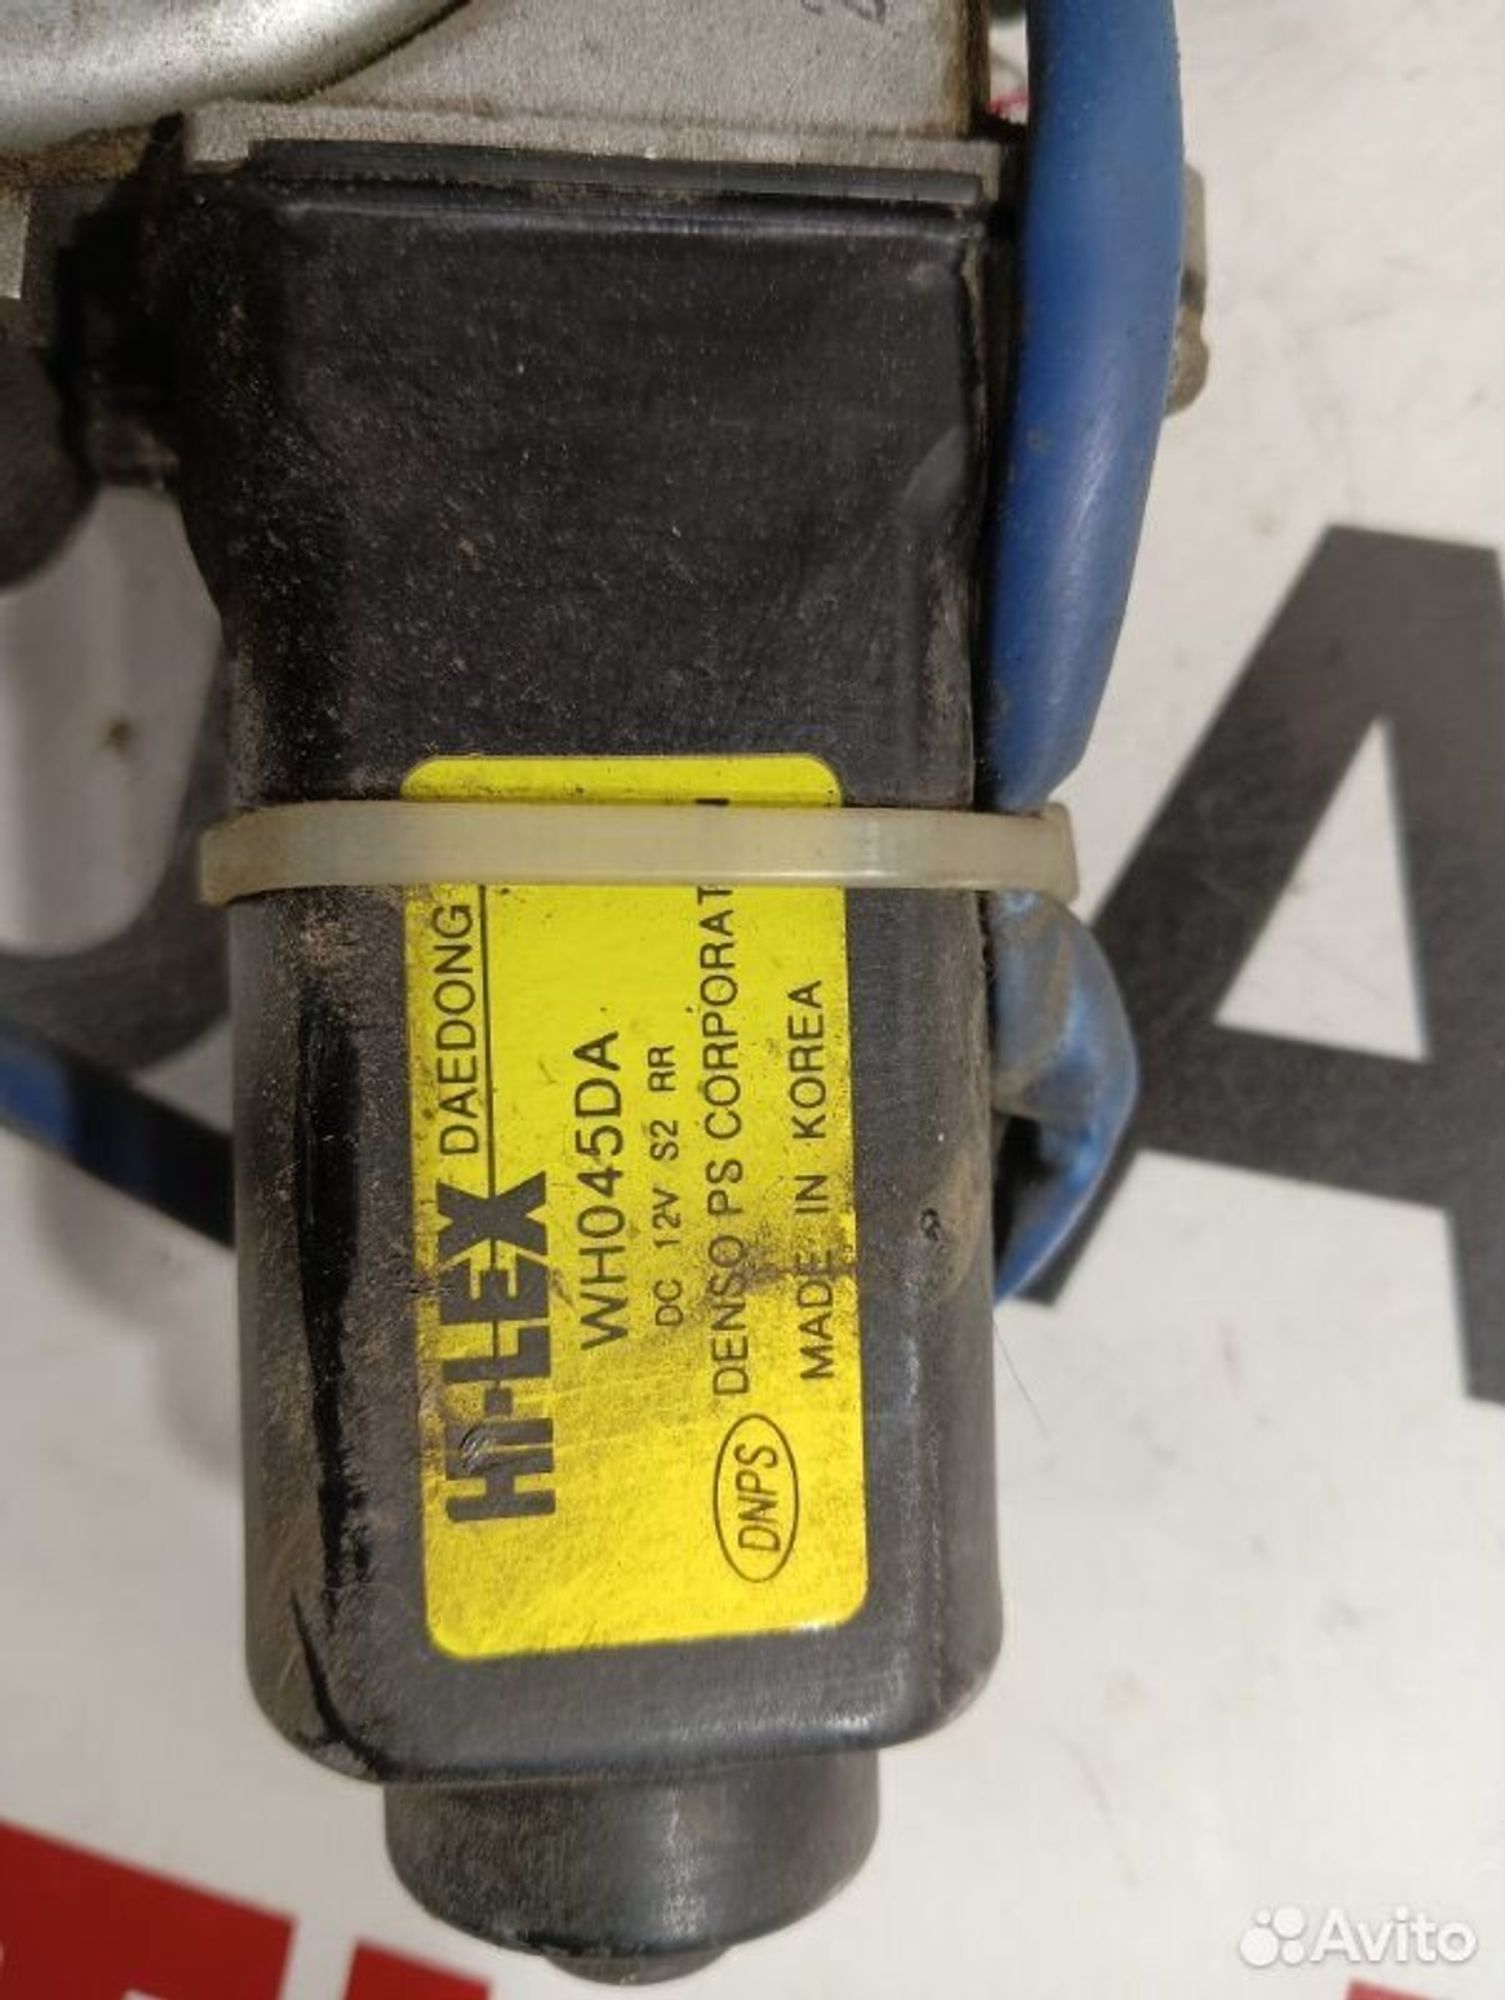 HI-LEX DAEDONG
WH045DA
DC 12V S2 RR
DNPS DENSO PS CORPORAT
MADE IN KOREA
A
Avito